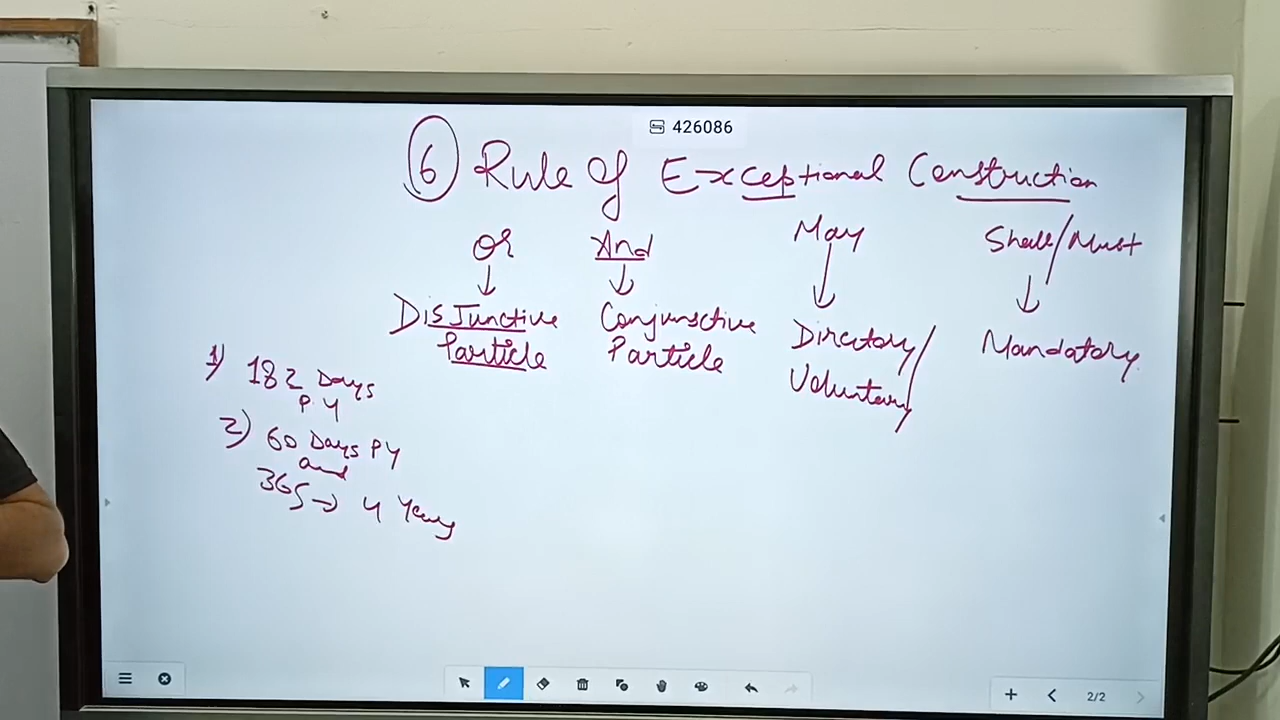 426086
6 Rule Of Exceptional Construction
Or And May Shall/Must
Disjunctive Conjunctive Directory/ Mandatory
Particle Particle Voluntary
1) 182 Days
P.Y
2) 60 Days PY
and
365 → 4 Years
2/2